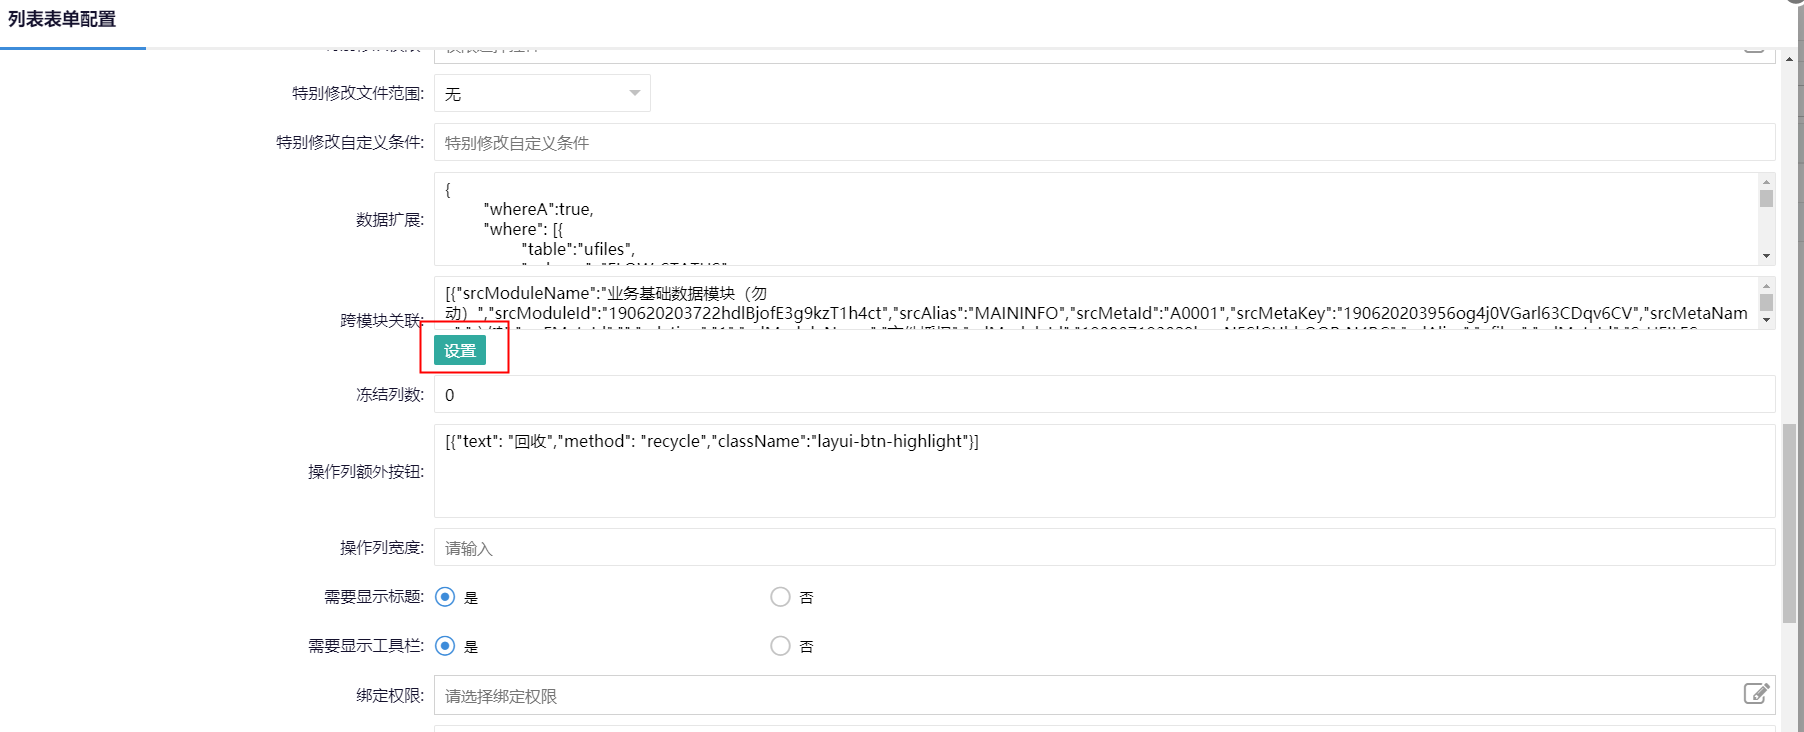 列表表单配置
特别修改文件范围:
无
特别修改自定义条件:
特别修改自定义条件
数据扩展:
{
"whereA":true,
"where": [{
"table":"ufiles",
跨模块关联:
[{"srcModuleName":"业务基础数据模块（勿
动）","srcModuleId":"190620203722hdlBjofE3g9kzT1h4ct","srcAlias":"MAININFO","srcMetaId":"A0001","srcMetaKey":"190620203956og4j0VGarl63CDqv6CV","srcMetaNam
设置
冻结列数:
0
操作列额外按钮:
[{"text": "回收","method": "recycle","className":"layui-btn-highlight"}]
操作列宽度:
请输入
需要显示标题:
是
否
需要显示工具栏:
是
否
绑定权限:
请选择绑定权限